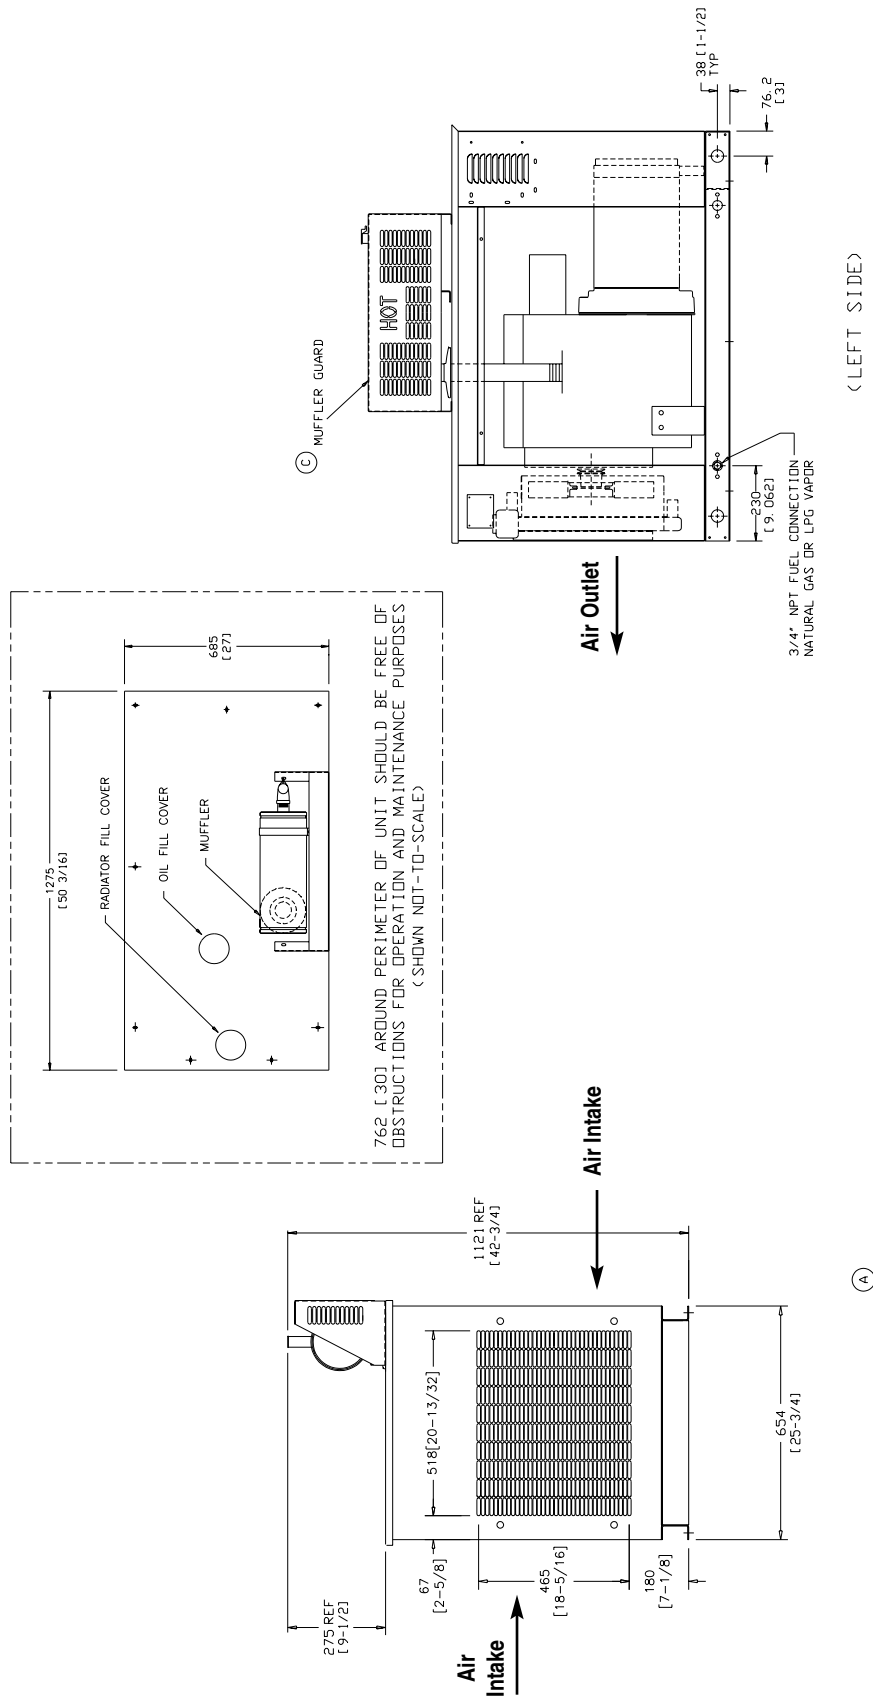 275 REF
[9-1/2]
67
[2-5/8]
518[20-13/32]
465
[18-5/16]
180
[7-1/8]
654
[25-3/4]
1121 REF
[42-3/4]
Air
Intake
Air Intake
A
1275
[50 3/16]
685
[27]
RADIATOR FILL COVER
OIL FILL COVER
MUFFLER
762 [30] AROUND PERIMETER OF UNIT SHOULD BE FREE OF
OBSTRUCTIONS FOR OPERATION AND MAINTENANCE PURPOSES
(SHOWN NOT-TO-SCALE)
C
MUFFLER GUARD
HOT
Air Outlet
38 [1-1/2]
TYP
76.2
[3]
230
[9.062]
3/4" NPT FUEL CONNECTION
NATURAL GAS OR LPG VAPOR
(LEFT SIDE)